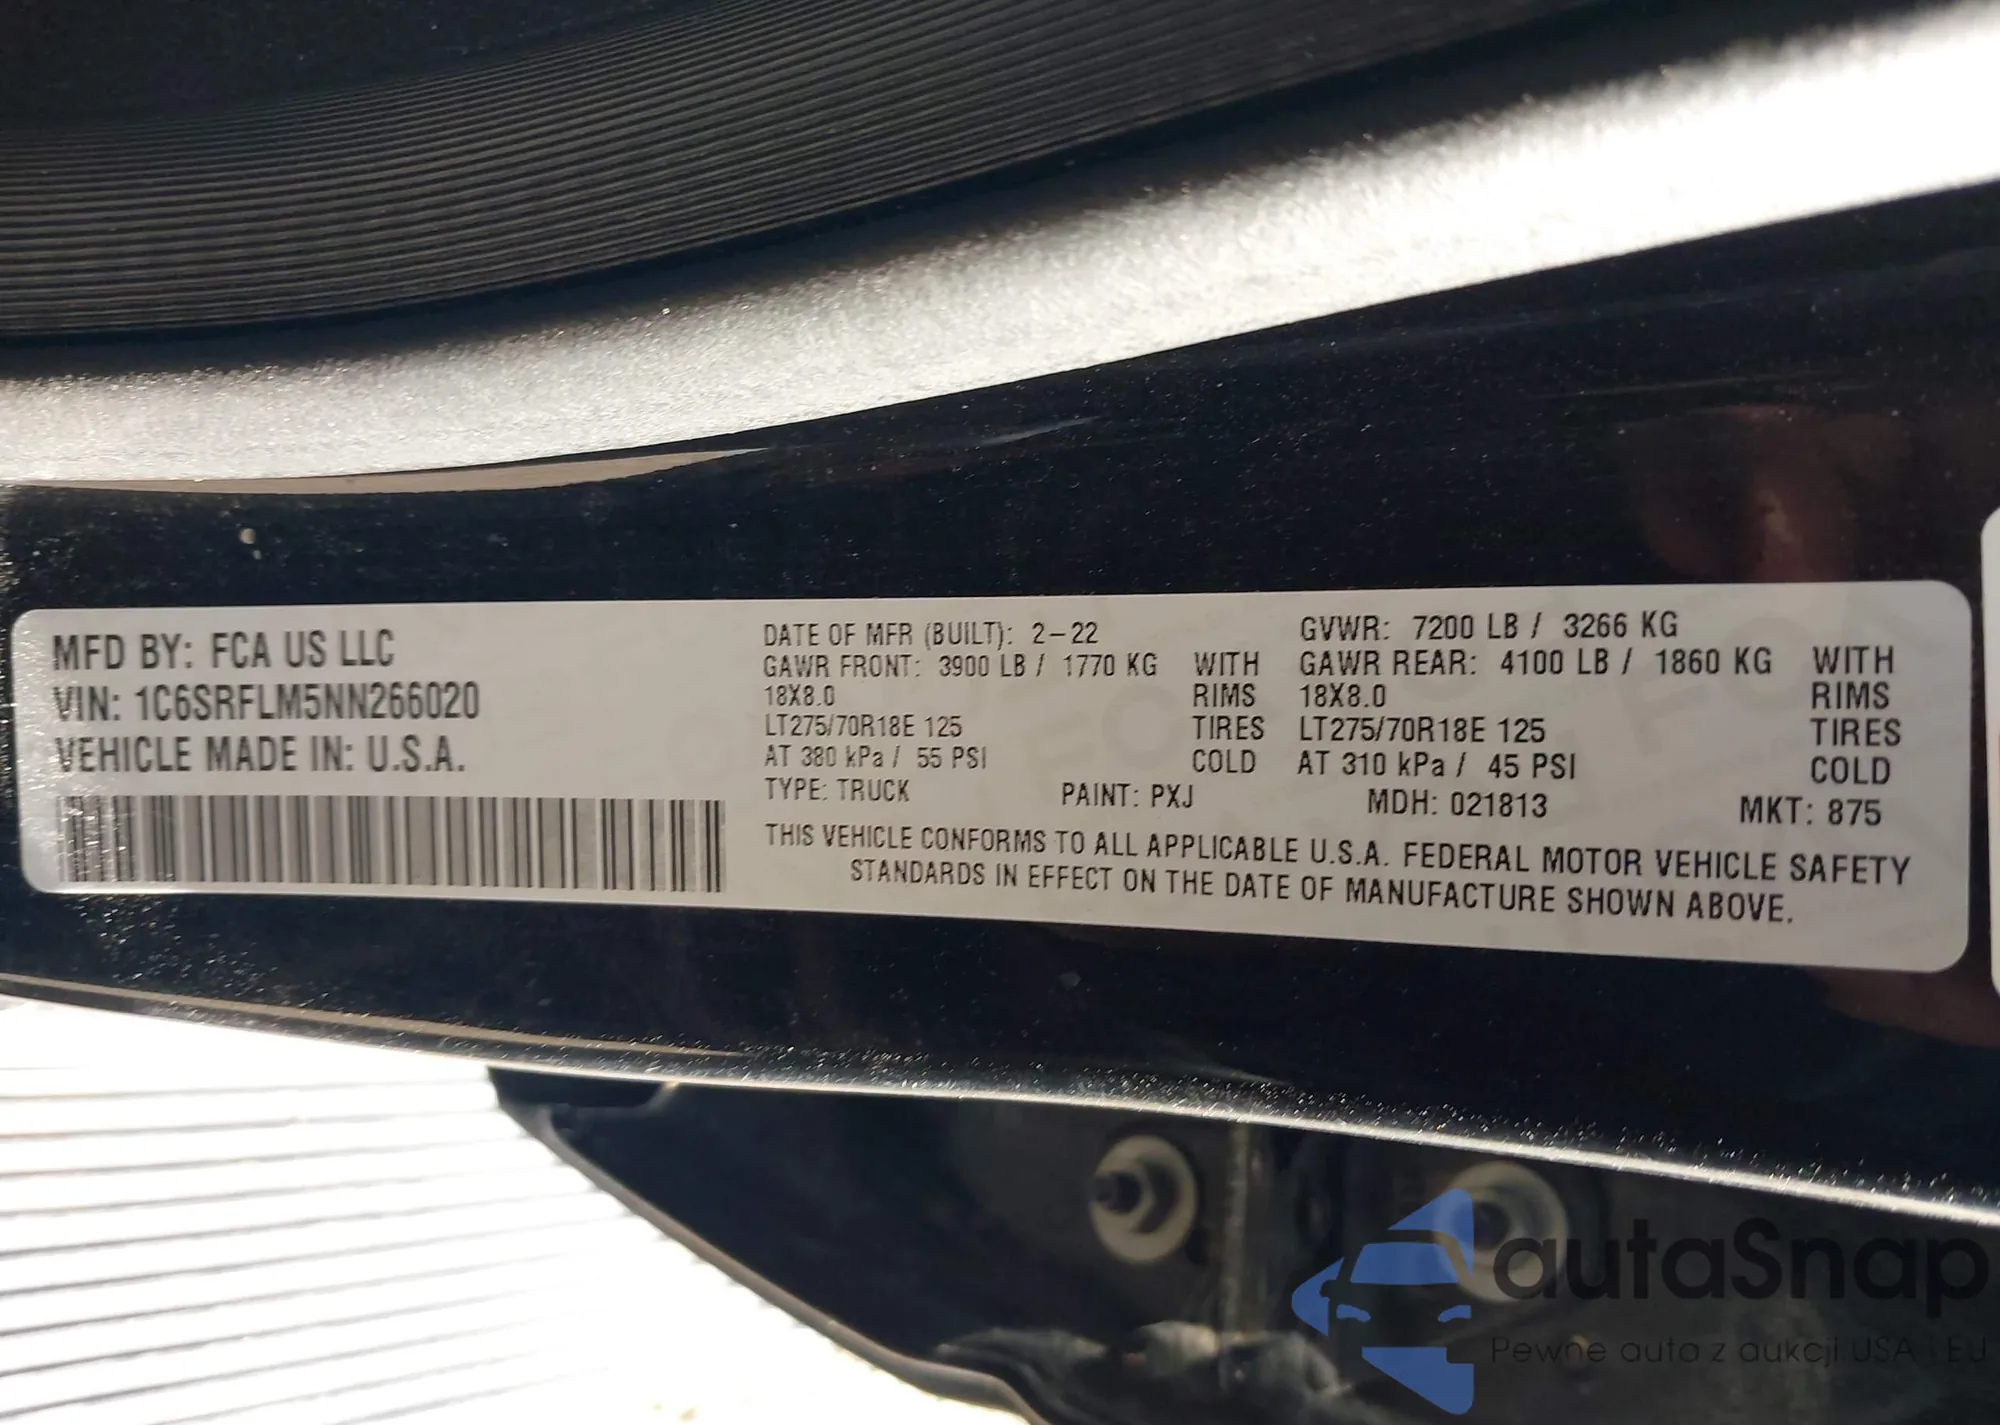 MFD BY: FCA US LLC
VIN: 1C6SRFLM5NN266020
VEHICLE MADE IN: U.S.A.
DATE OF MFR (BUILT): 2-22 GVWR: 7200 LB / 3266 KG
GAWR FRONT: 3900 LB / 1770 KG WITH GAWR REAR: 4100 LB / 1860 KG WITH
18X8.0 RIMS 18X8.0 RIMS
LT275/70R18E 125 TIRES LT275/70R18E 125 TIRES
AT 380 kPa / 55 PSI COLD AT 310 kPa / 45 PSI COLD
TYPE: TRUCK PAINT: PXJ MDH: 021813 MKT: 875
THIS VEHICLE CONFORMS TO ALL APPLICABLE U.S.A. FEDERAL MOTOR VEHICLE SAFETY
STANDARDS IN EFFECT ON THE DATE OF MANUFACTURE SHOWN ABOVE.
autaSnap
Pewne auta z aukcji USA i EU